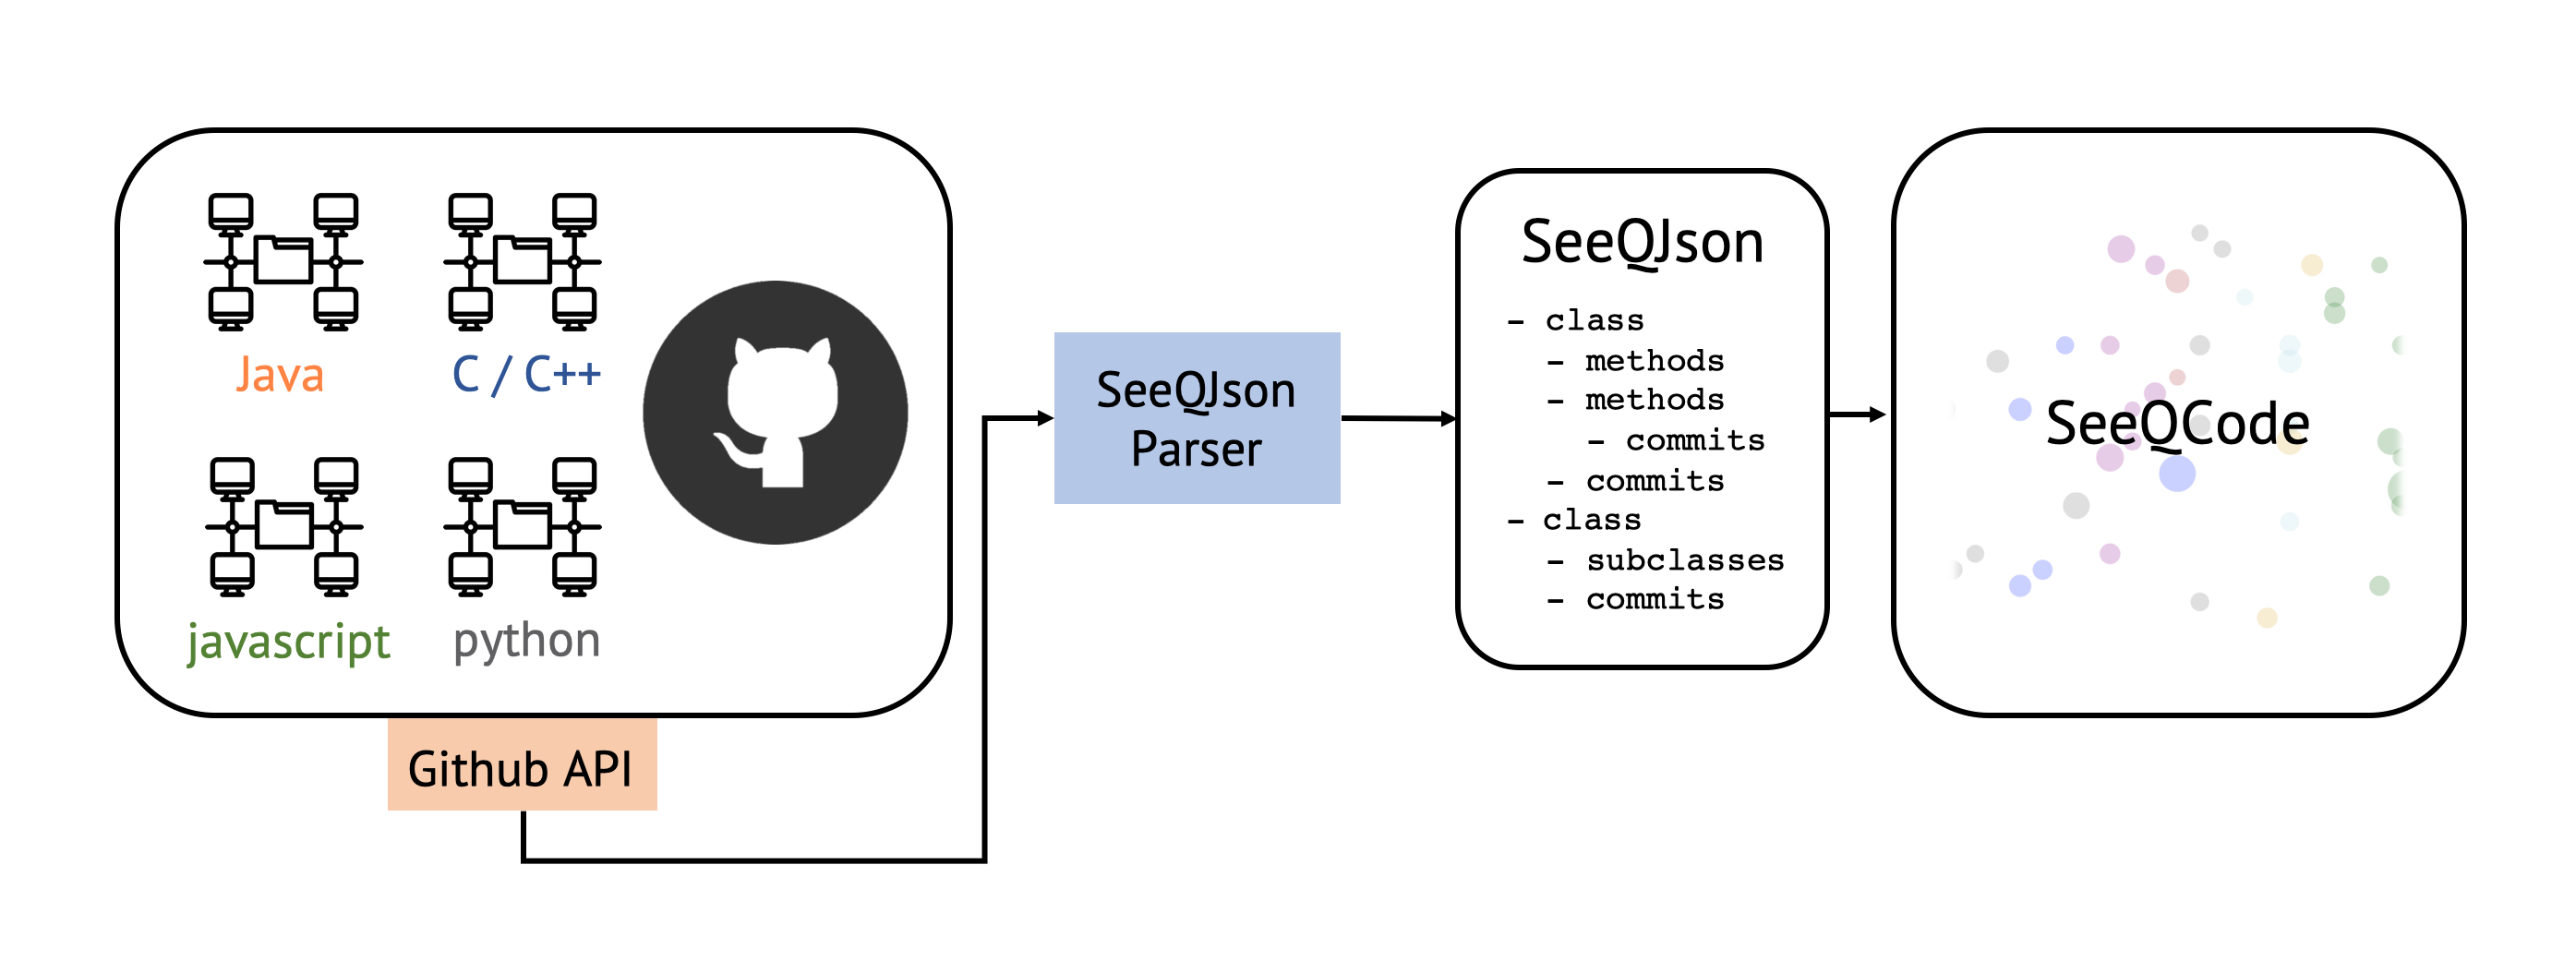 Java
C / C++
javascript
python
Github API
SeeQJson
Parser
SeeQJson
- class
- methods
- methods
- commits
- commits
- class
- subclasses
- commits
SeeQCode